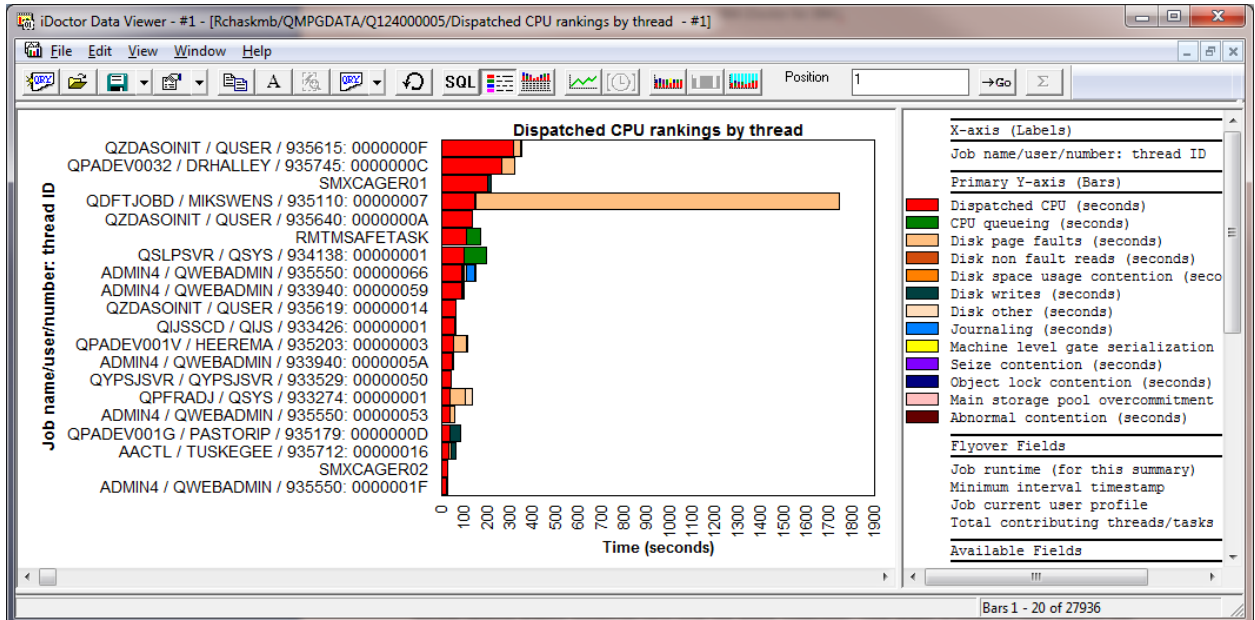 iDoctor Data Viewer - #1 - [Rchaskmb/QMPGDATA/Q124000005/Dispatched CPU rankings by thread - #1]
File Edit View Window Help
QRY A QRY SQL Position 1 →Go Σ
Dispatched CPU rankings by thread
Job name/user/number: thread ID
QZDASOINIT / QUSER / 935615: 0000000F
QPADEV0032 / DRHALLEY / 935745: 0000000C
SMXCAGER01
QDFTJOBD / MIKSWENS / 935110: 00000007
QZDASOINIT / QUSER / 935640: 0000000A
RMTMSAFETASK
QSLPSVR / QSYS / 934138: 00000001
ADMIN4 / QWEBADMIN / 935550: 00000066
ADMIN4 / QWEBADMIN / 933940: 00000059
QZDASOINIT / QUSER / 935619: 00000014
QIJSSCD / QIJS / 933426: 00000001
QPADEV001V / HEEREMA / 935203: 00000003
ADMIN4 / QWEBADMIN / 933940: 0000005A
QYPSJSVR / QYPSJSVR / 933529: 00000050
QPFRADJ / QSYS / 933274: 00000001
ADMIN4 / QWEBADMIN / 935550: 00000053
QPADEV001G / PASTORIP / 935179: 0000000D
AACTL / TUSKEGEE / 935712: 00000016
SMXCAGER02
ADMIN4 / QWEBADMIN / 935550: 0000001F
0 100 200 300 400 500 600 700 800 900 1000 1100 1200 1300 1400 1500 1600 1700 1800 1900
Time (seconds)
X-axis (Labels)
Job name/user/number: thread ID
Primary Y-axis (Bars)
Dispatched CPU (seconds)
CPU queueing (seconds)
Disk page faults (seconds)
Disk non fault reads (seconds)
Disk space usage contention (seco
Disk writes (seconds)
Disk other (seconds)
Journaling (seconds)
Machine level gate serialization
Seize contention (seconds)
Object lock contention (seconds)
Main storage pool overcommitment
Abnormal contention (seconds)
Flyover Fields
Job runtime (for this summary)
Minimum interval timestamp
Job current user profile
Total contributing threads/tasks
Available Fields
Bars 1 - 20 of 27936